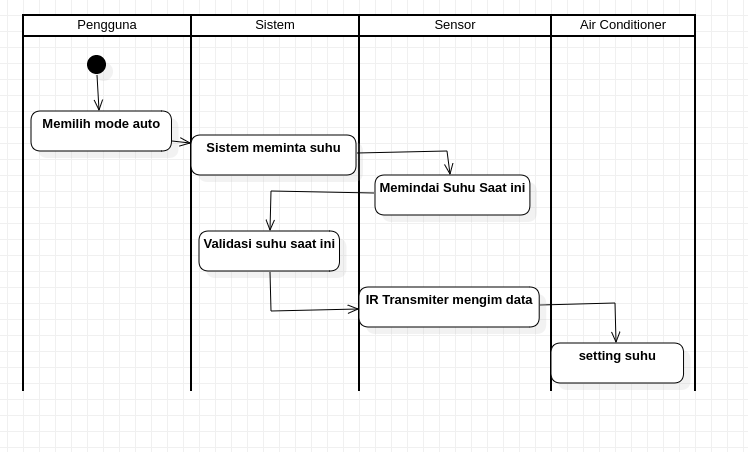 Pengguna
Sistem
Sensor
Air Conditioner
Memilih mode auto
Sistem meminta suhu
Memindai Suhu Saat ini
Validasi suhu saat ini
IR Transmiter mengim data
setting suhu